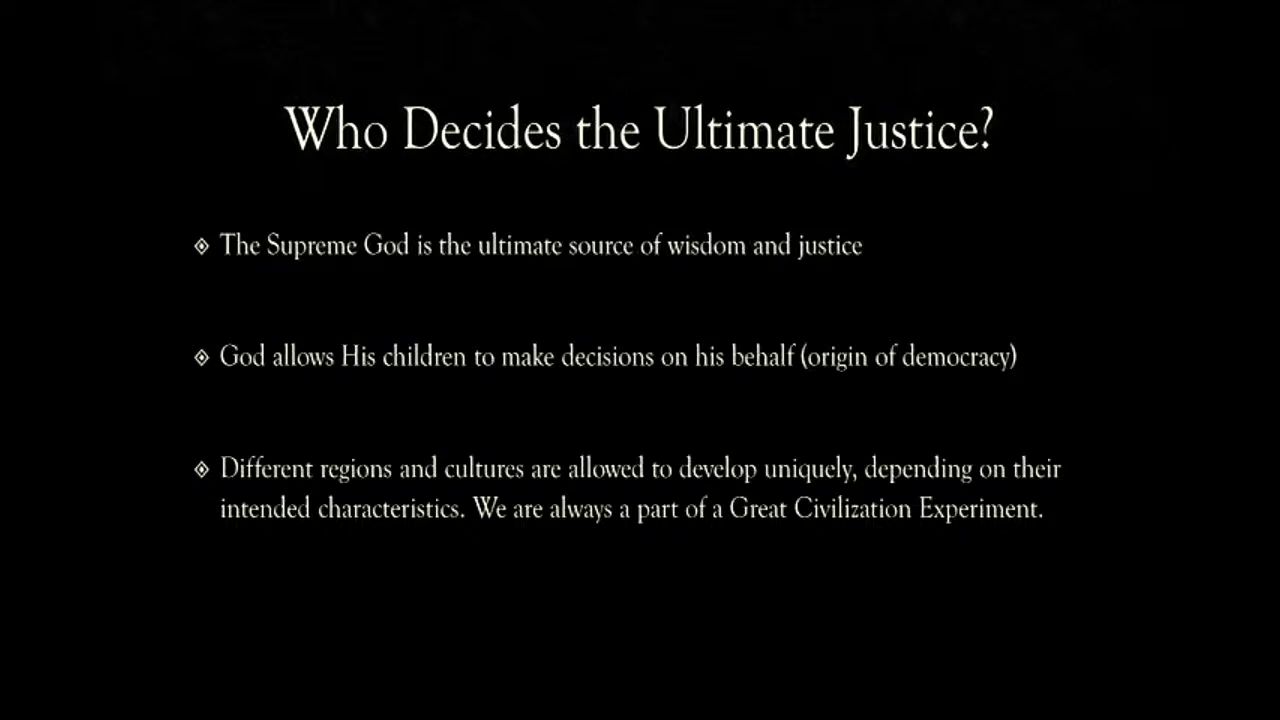 Who Decides the Ultimate Justice?
The Supreme God is the ultimate source of wisdom and justice
God allows His children to make decisions on his behalf (origin of democracy)
Different regions and cultures are allowed to develop uniquely, depending on their
intended characteristics. We are always a part of a Great Civilization Experiment.